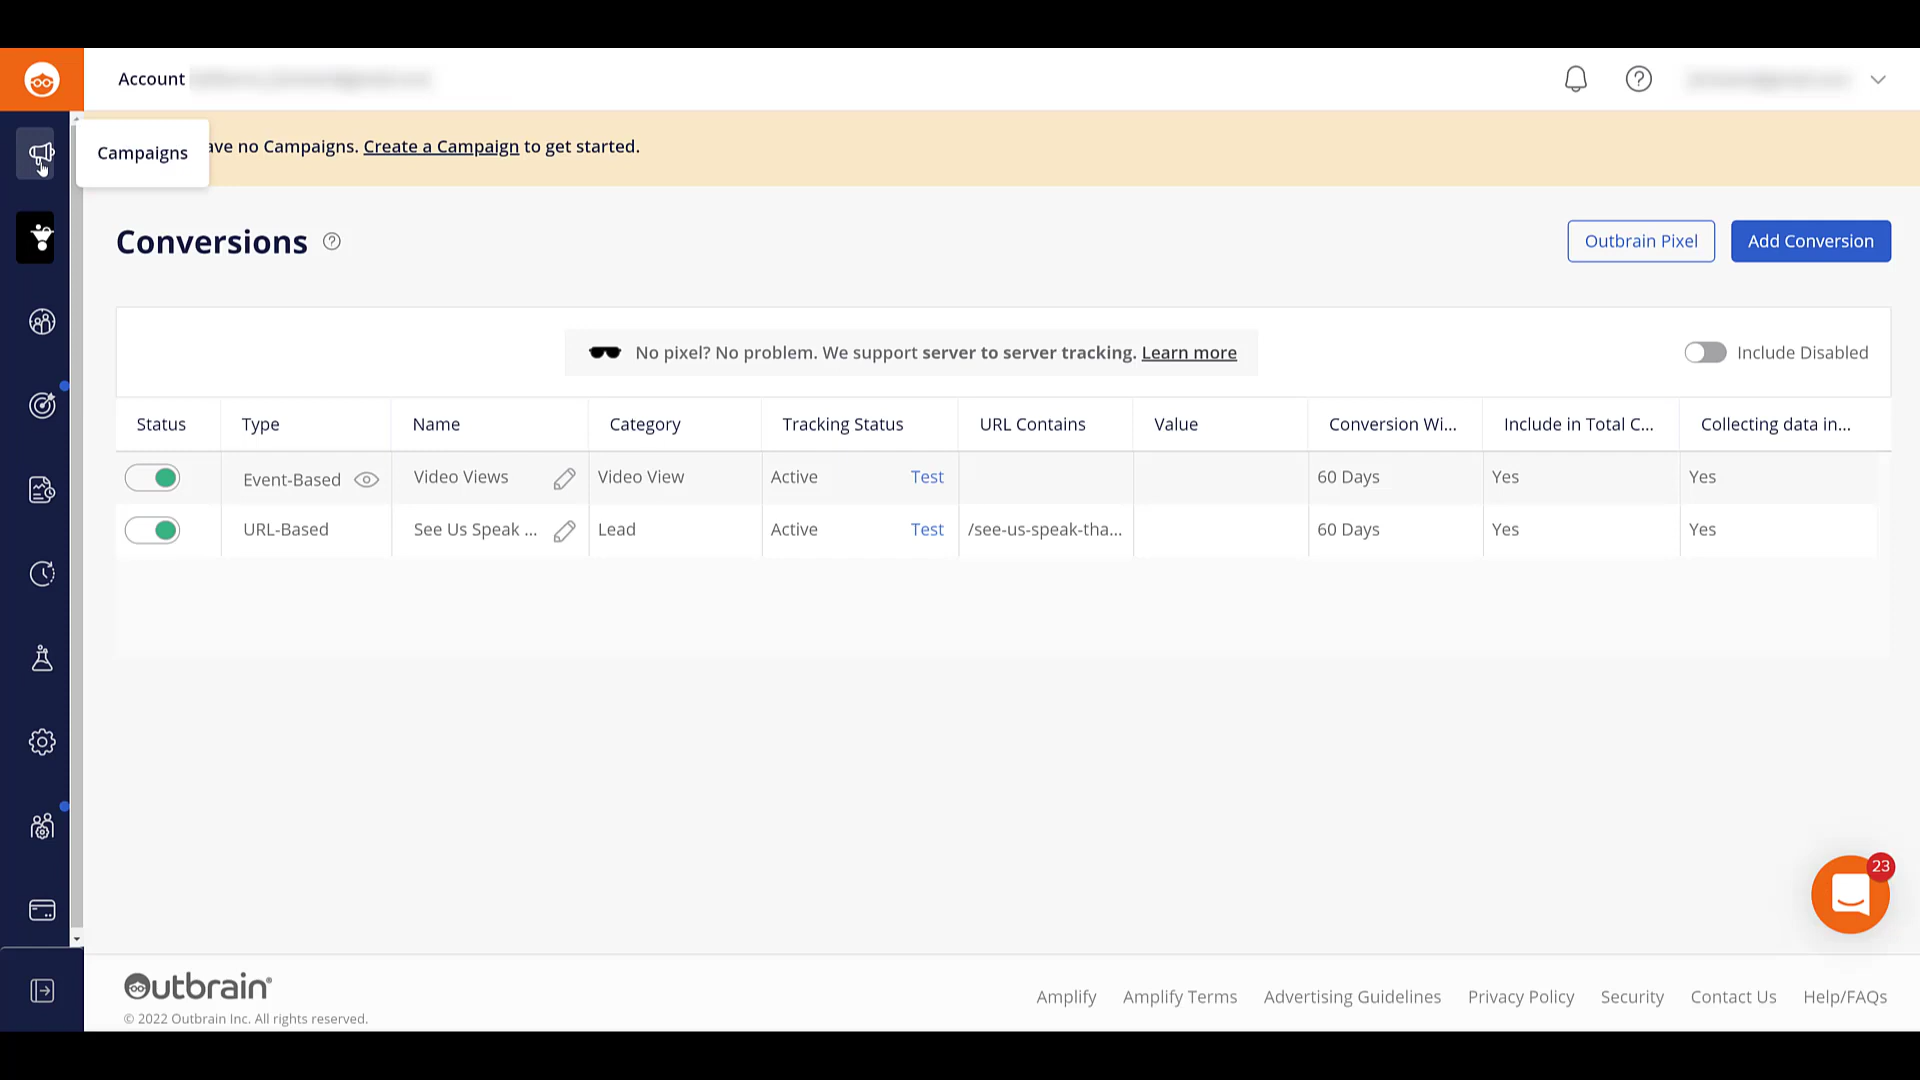 Account
Campaigns
ave no Campaigns. Create a Campaign to get started.
Conversions
Outbrain Pixel
Add Conversion
No pixel? No problem. We support server to server tracking. Learn more
Include Disabled
Status Type Name Category Tracking Status URL Contains Value Conversion Wi... Include in Total C... Collecting data in...
Event-Based Video Views Video View Active Test 60 Days Yes Yes
URL-Based See Us Speak ... Lead Active Test /see-us-speak-tha... 60 Days Yes Yes
23
Outbrain®
© 2022 Outbrain Inc. All rights reserved.
Amplify Amplify Terms Advertising Guidelines Privacy Policy Security Contact Us Help/FAQs